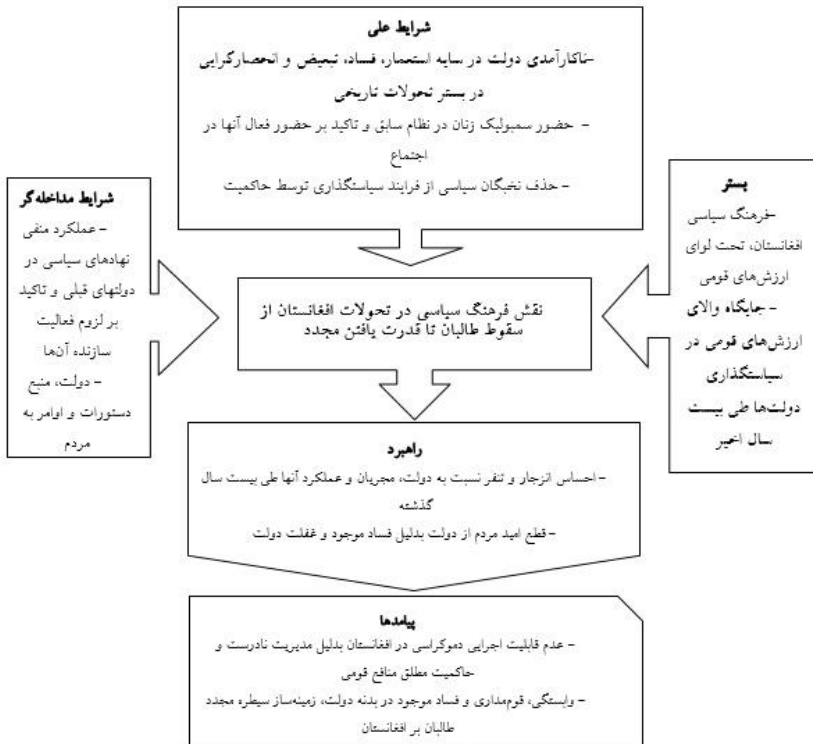 شرایط علی
-ناکارآمدی دولت در سایه استعمار، فساد، تبعیض و انحصارگرایی
در بستر تحولات تاریخی
- حضور سمبولیک زنان در نظام سابق و تاکید بر حضور فعال آنها در
اجتماع
- حذف نخبگان سیاسی از فرایند سیاستگذاری توسط حاکمیت
بستر
-فرهنگ سیاسی
افغانستان، تحت لوای
ارزش‌های قومی
- جایگاه والای
ارزش‌های قومی در
سیاستگذاری
دولت‌ها طی بیست
سال اخیر
نقش فرهنگ سیاسی در تحولات افغانستان از
سقوط طالبان تا قدرت یافتن مجدد
شرایط مداخله‌گر
- عملکرد منفی
نهادهای سیاسی در
دولتهای قبلی و تاکید
بر لزوم فعالیت
سازنده آن‌ها
- دولت، منبع
دستورات و اوامر به
مردم
راهبرد
- احساس انزجار و تنفر نسبت به دولت، مجریان و عملکرد آنها طی بیست سال
گذشته
- قطع امید مردم از دولت بدلیل فساد موجود و غفلت دولت
پیامدها
- عدم قابلیت اجرایی دموکراسی در افغانستان بدلیل مدیریت نادرست و
حاکمیت مطلق منافع قومی
- وابستگی، قوم‌مداری و فساد موجود در بدنه دولت، زمینه‌ساز سیطره مجدد
طالبان بر افغانستان